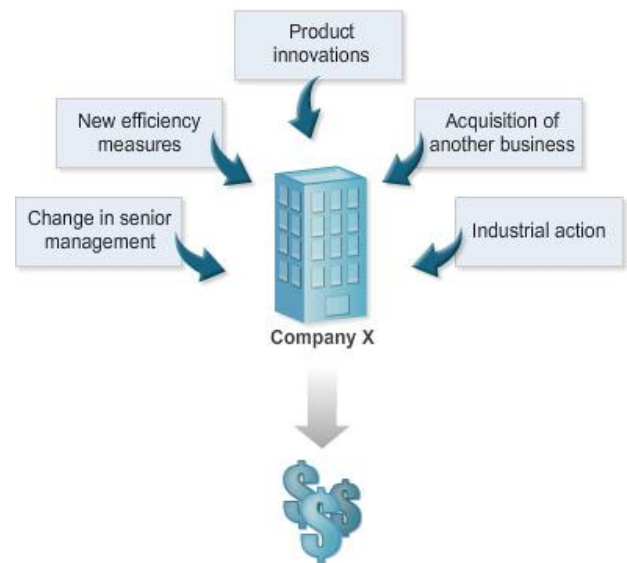 Product
innovations
New efficiency
measures
Acquisition of
another business
Change in senior
management
Industrial action
Company X